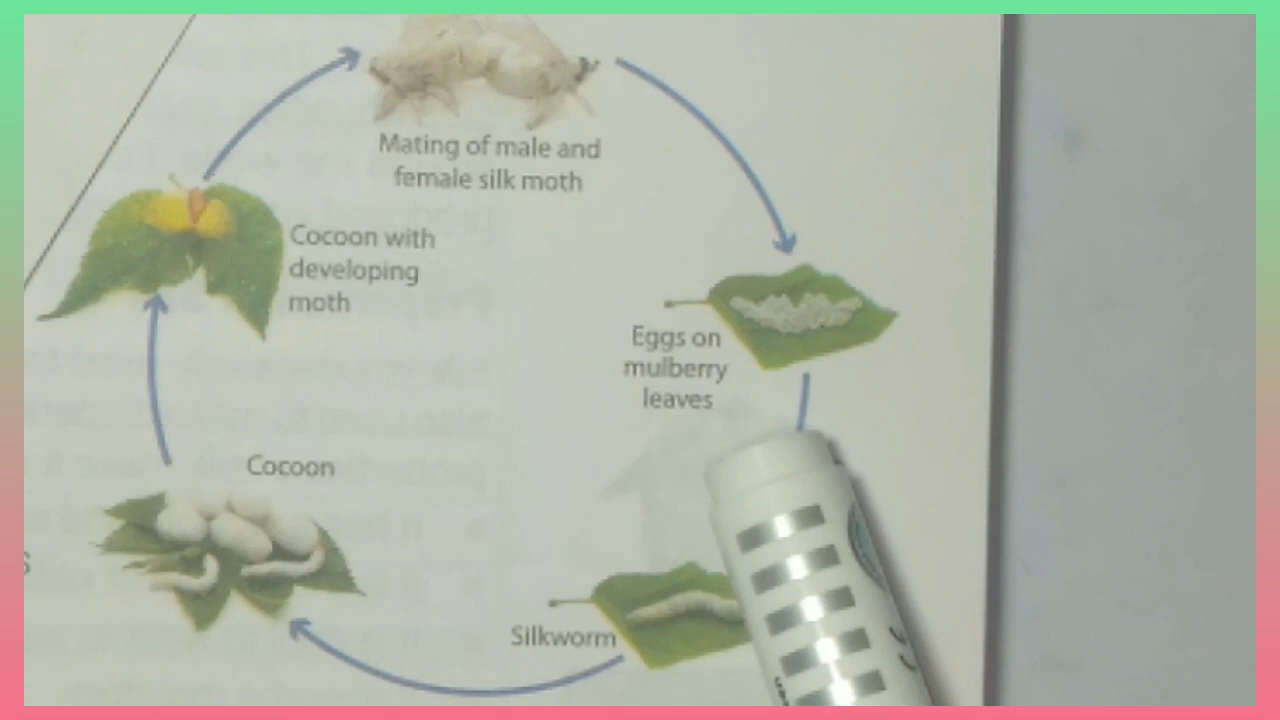 Mating of male and
female silk moth
Cocoon with
developing
moth
Eggs on
mulberry
leaves
Cocoon
Silkworm